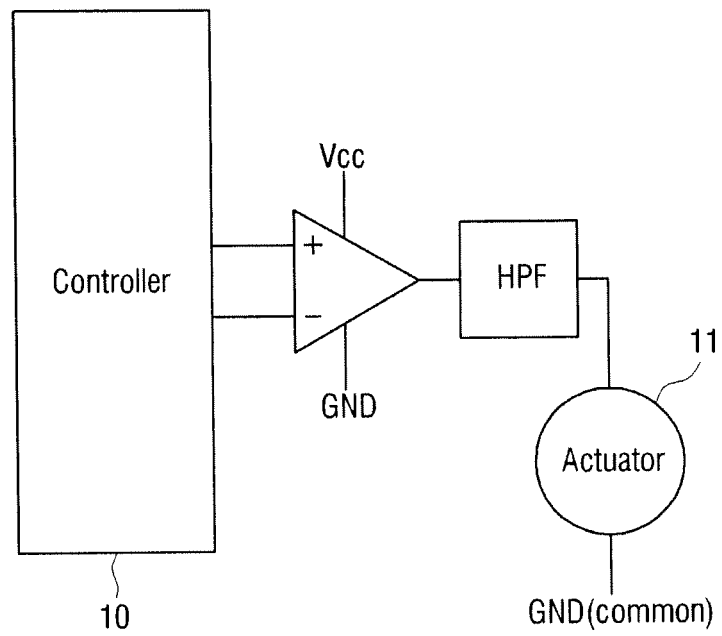 Vcc
+
HPF
Controller
−
11
GND
Actuator
10
GND(common)